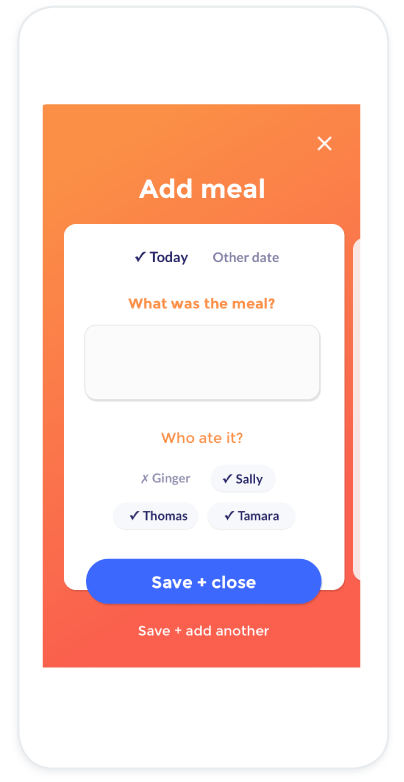 Add meal
✓ Today Other date
What was the meal?
Who ate it?
✗ Ginger ✓ Sally
✓ Thomas ✓ Tamara
Save + close
Save + add another